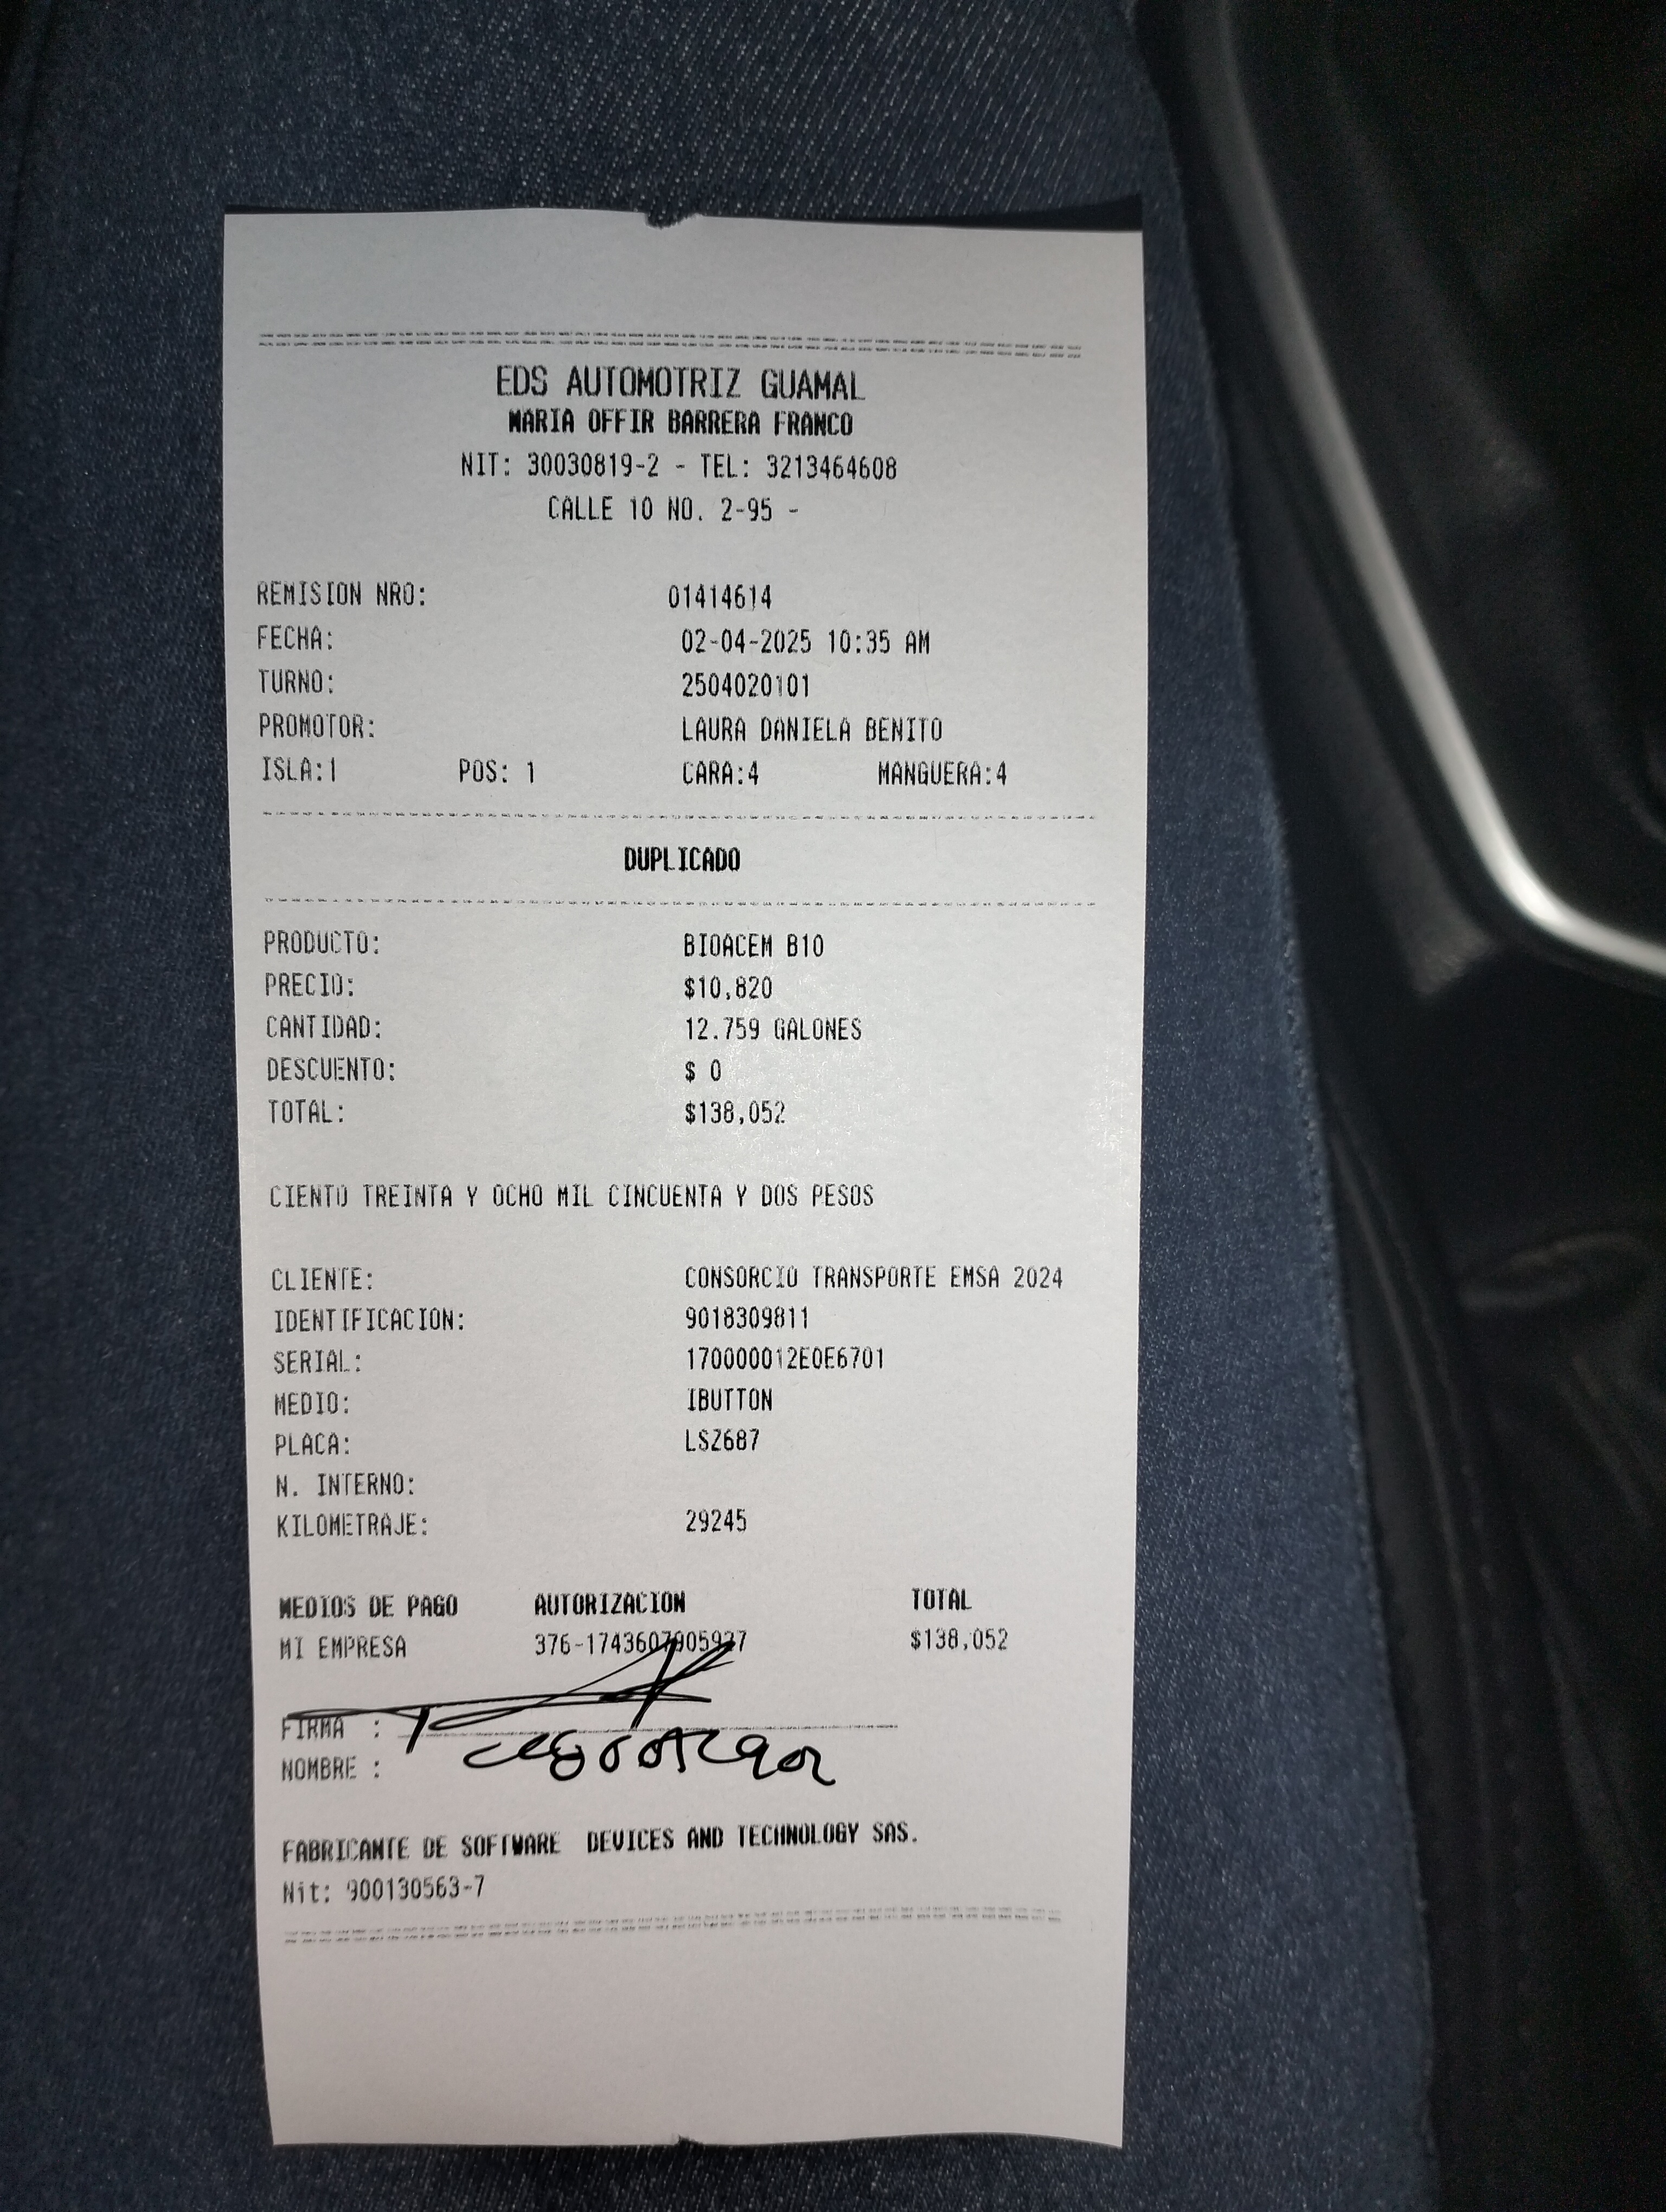 EDS AUTOMOTRIZ GUAMAL
MARIA OFFIR BARRERA FRANCO
NIT: 30030819-2 - TEL: 3213464608
CALLE 10 NO. 2-95 -
REMISION NRO: 01414614
FECHA: 02-04-2025 10:35 AM
TURNO: 2504020101
PROMOTOR: LAURA DANIELA BENITO
ISLA:1 POS: 1 CARA:4 MANGUERA:4
DUPLICADO
PRODUCTO: BIOACEM B10
PRECIO: $10,820
CANTIDAD: 12.759 GALONES
DESCUENTO: $ 0
TOTAL: $138,052
CIENTO TREINTA Y OCHO MIL CINCUENTA Y DOS PESOS
CLIENTE: CONSORCIO TRANSPORTE EMSA 2024
IDENTIFICACION: 9018309811
SERIAL: 170000012E0E6701
MEDIO: IBUTTON
PLACA: LSZ687
N. INTERNO:
KILOMETRAJE: 29245
MEDIOS DE PAGO AUTORIZACION TOTAL
MI EMPRESA $138,052
FIRMA :
NOMBRE :
FABRICANTE DE SOFTWARE DEVICES AND TECHNOLOGY SAS.
Nit: 900130563-7